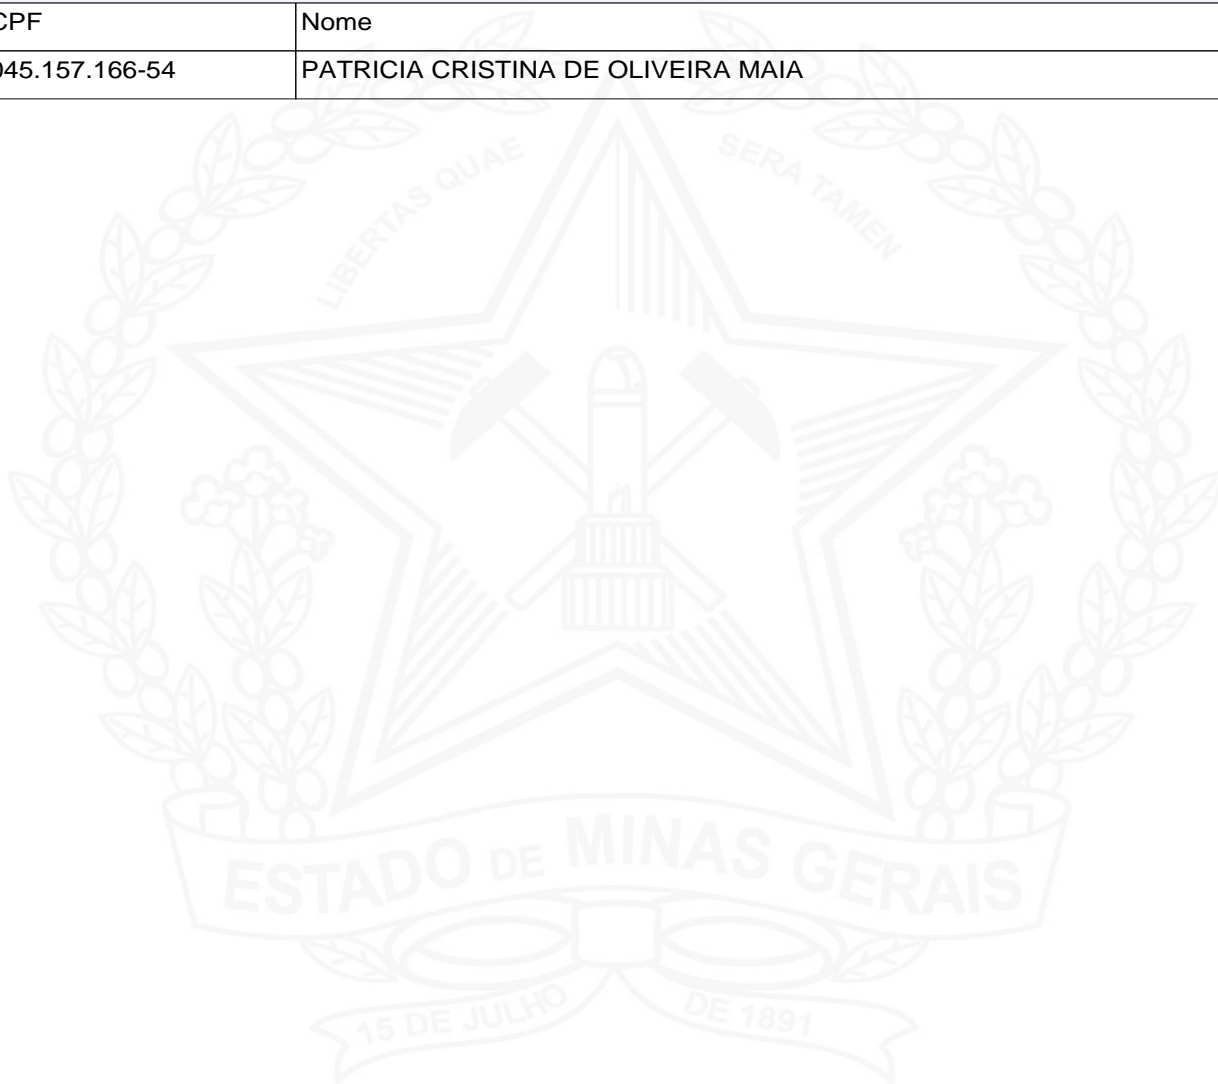 CPF Nome
045.157.166-54 PATRICIA CRISTINA DE OLIVEIRA MAIA
LIBERTAS QUAE SERA TAMEN
ESTADO DE MINAS GERAIS
15 DE JULHO DE 1891